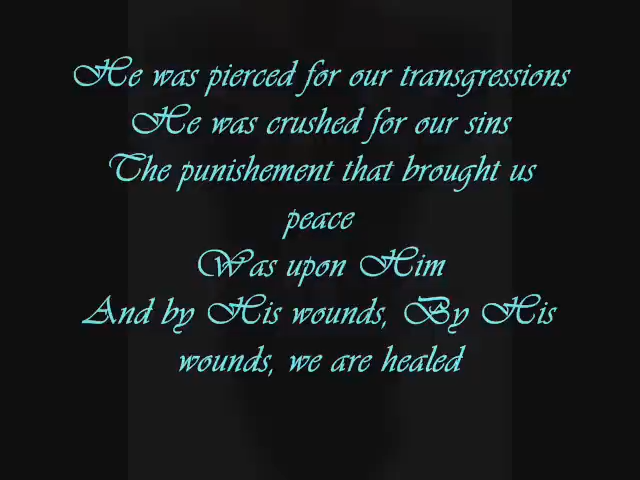 He was pierced for our transgressions
He was crushed for our sins
The punishement that brought us
peace
Was upon Him
And by His wounds, By His
wounds, we are healed